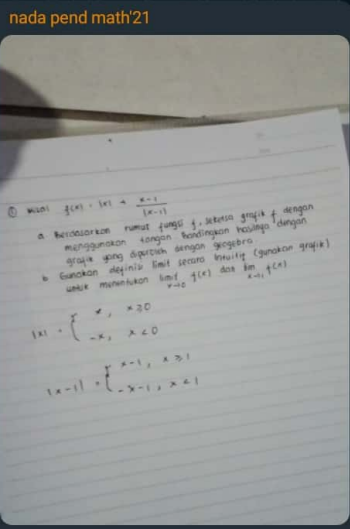 nada pend math'21
① Misal f(x) = |x| + (x-1)/|x-1|
a. Berdasarkan rumus fungsi f, sketsa grafik f dengan
menggunakan tangan. Bandingkan hasilnya dengan
grafik yang diperoleh dengan geogebra.
b. Gunakan definisi limit secara intuitif (gunakan grafik)
untuk menentukan limit x→0 f(x) dan lim x→1 f(x)
|x| = { x, x ≥ 0
-x, x < 0
|x-1| = { x-1, x ≥ 1
-x-1, x < 1